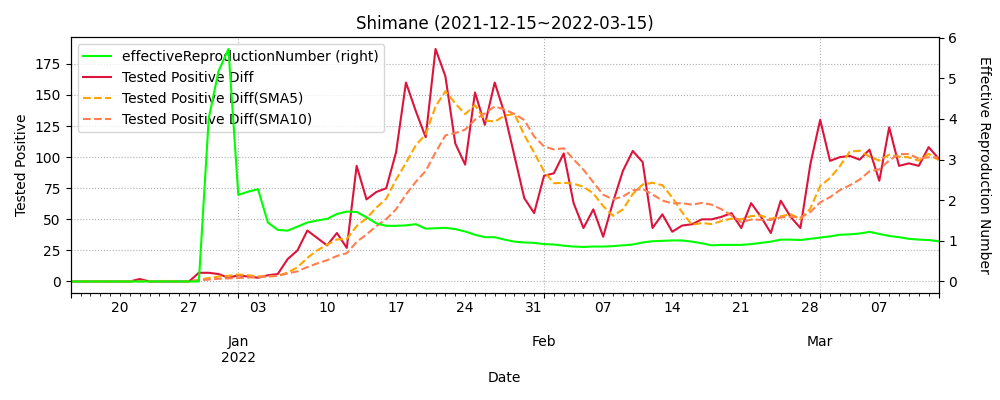 Shimane (2021-12-15~2022-03-15)
effectiveReproductionNumber (right)
Tested Positive Diff
Tested Positive Diff(SMA5)
Tested Positive Diff(SMA10)
Tested Positive
175
150
125
100
75
50
25
0
6
5
4
3
2
1
0
Effective Reproduction Number
20 27 03 10 17 24 31 07 14 21 28 07
Jan Feb Mar
2022
Date